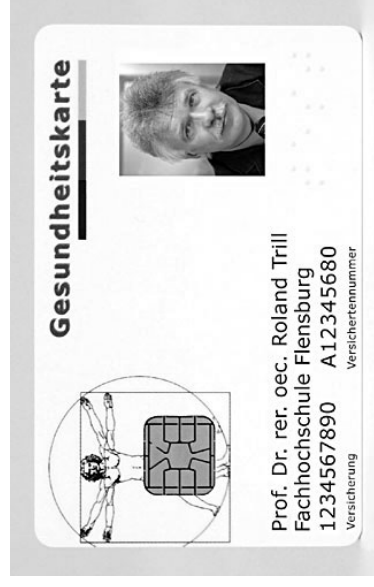 Gesundheitskarte
Prof. Dr. rer. oec. Roland Trill
Fachhochschule Flensburg
1234567890 A12345680
Versicherung Versichertennummer